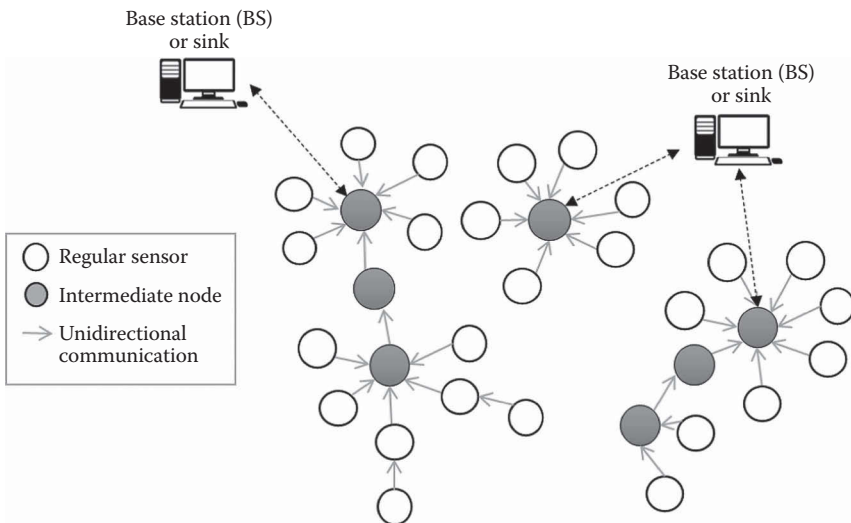 Base station (BS)
or sink
Base station (BS)
or sink
Regular sensor
Intermediate node
Unidirectional
communication